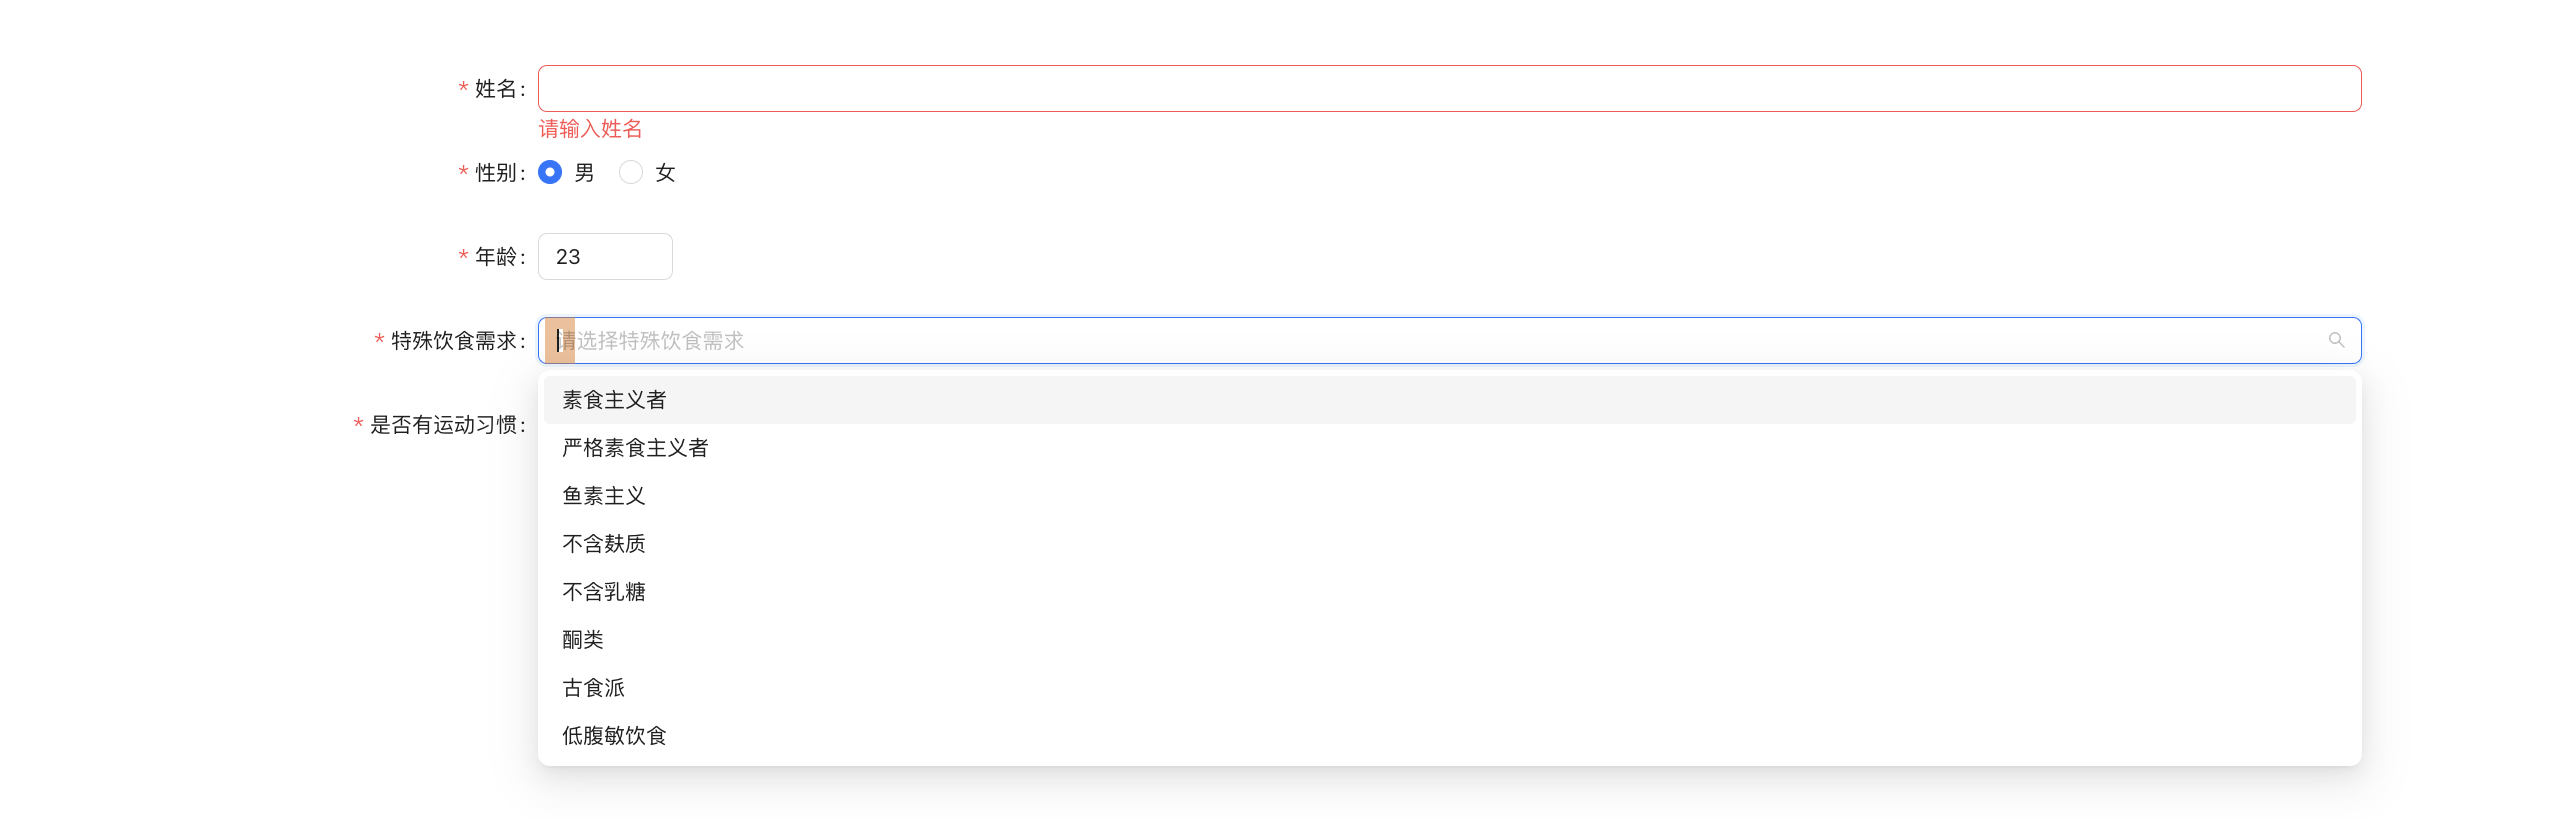 * 姓名:
请输入姓名
* 性别: 男 女
* 年龄: 23
* 特殊饮食需求: 请选择特殊饮食需求
素食主义者
* 是否有运动习惯:
严格素食主义者
鱼素主义
不含麸质
不含乳糖
酮类
古食派
低腹敏饮食